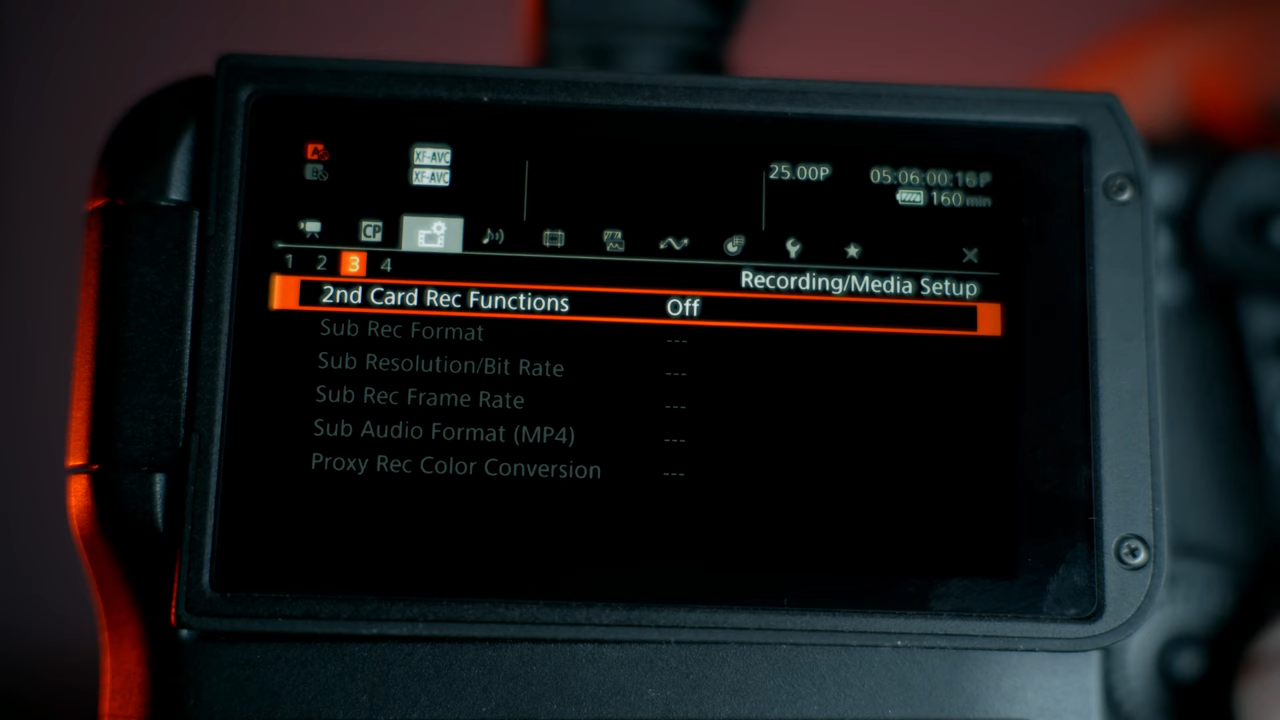 A
B
XF-AVC
XF-AVC
25.00P
05:06:00:16P
160 min
CP
1 2 3 4
Recording/Media Setup
2nd Card Rec Functions Off
Sub Rec Format ---
Sub Resolution/Bit Rate ---
Sub Rec Frame Rate ---
Sub Audio Format (MP4) ---
Proxy Rec Color Conversion ---